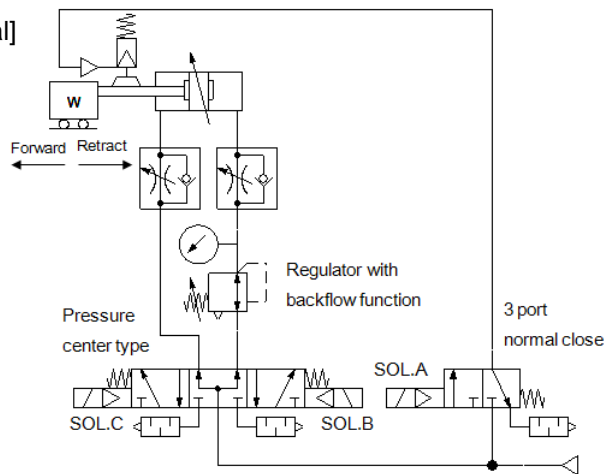 al]
W
Forward Retract
Regulator with
backflow function
Pressure
center type
3 port
normal close
SOL.A
SOL.C
SOL.B